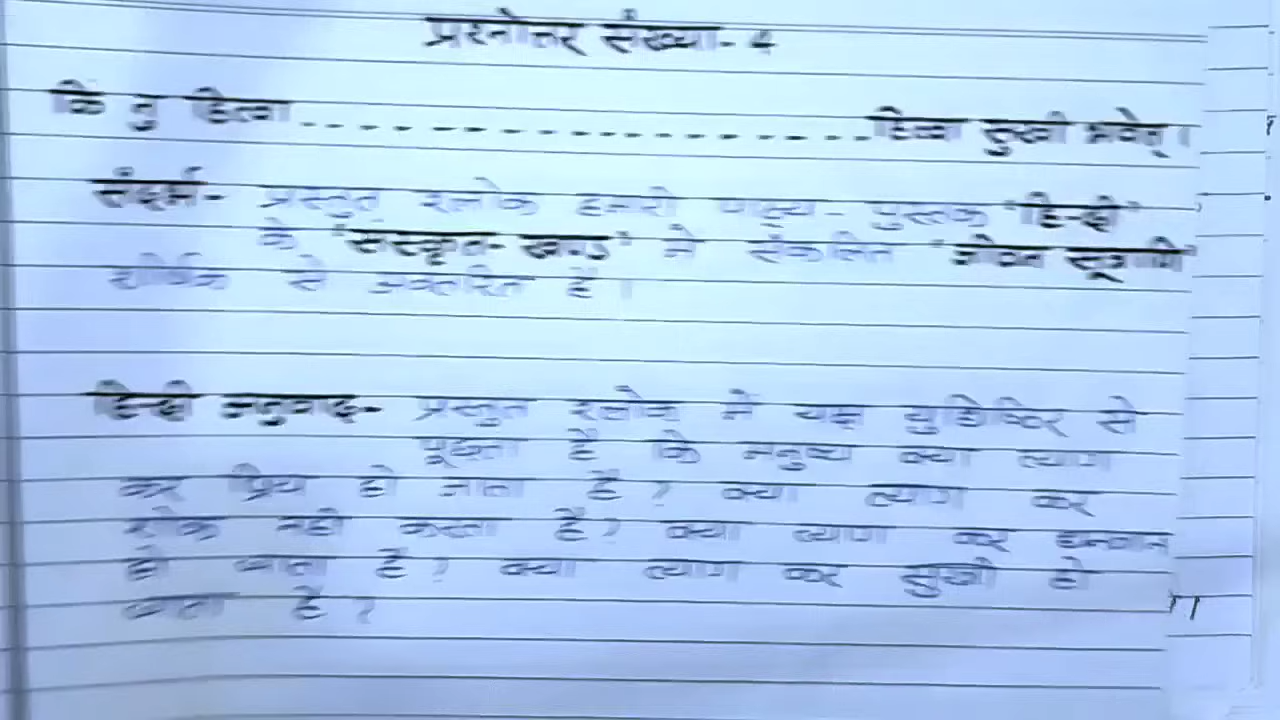 प्रश्नोत्तर संख्या- 4
किं नु हित्वा.....................हित्वा सुखी भवेत्।
संदर्भ- प्रस्तुत श्लोक हमारी पाठ्य-पुस्तक "हिन्दी"
के "संस्कृत-खण्ड" में संकलित "जीवन सूत्राणि"
शीर्षक से अवतरित है।
हिन्दी अनुवाद- प्रस्तुत श्लोक में यक्ष युधिष्ठिर से
पूछता है कि मनुष्य क्या त्याग
कर प्रिय हो जाता है? क्या त्याग कर
शोक नही करता है? क्या त्याग कर धनवान
हो जाता है? क्या त्याग कर सुखी हो
जाता है?